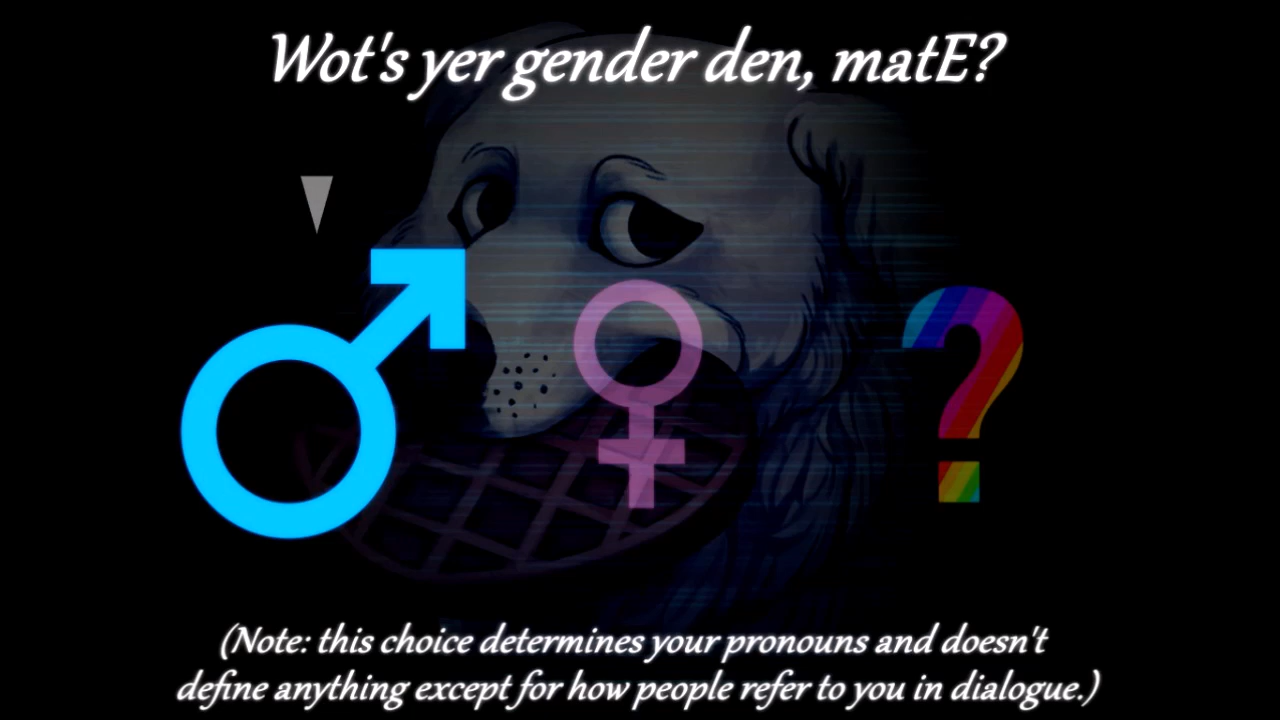 Wot's yer gender den, matE?
?
(Note: this choice determines your pronouns and doesn't
define anything except for how people refer to you in dialogue.)